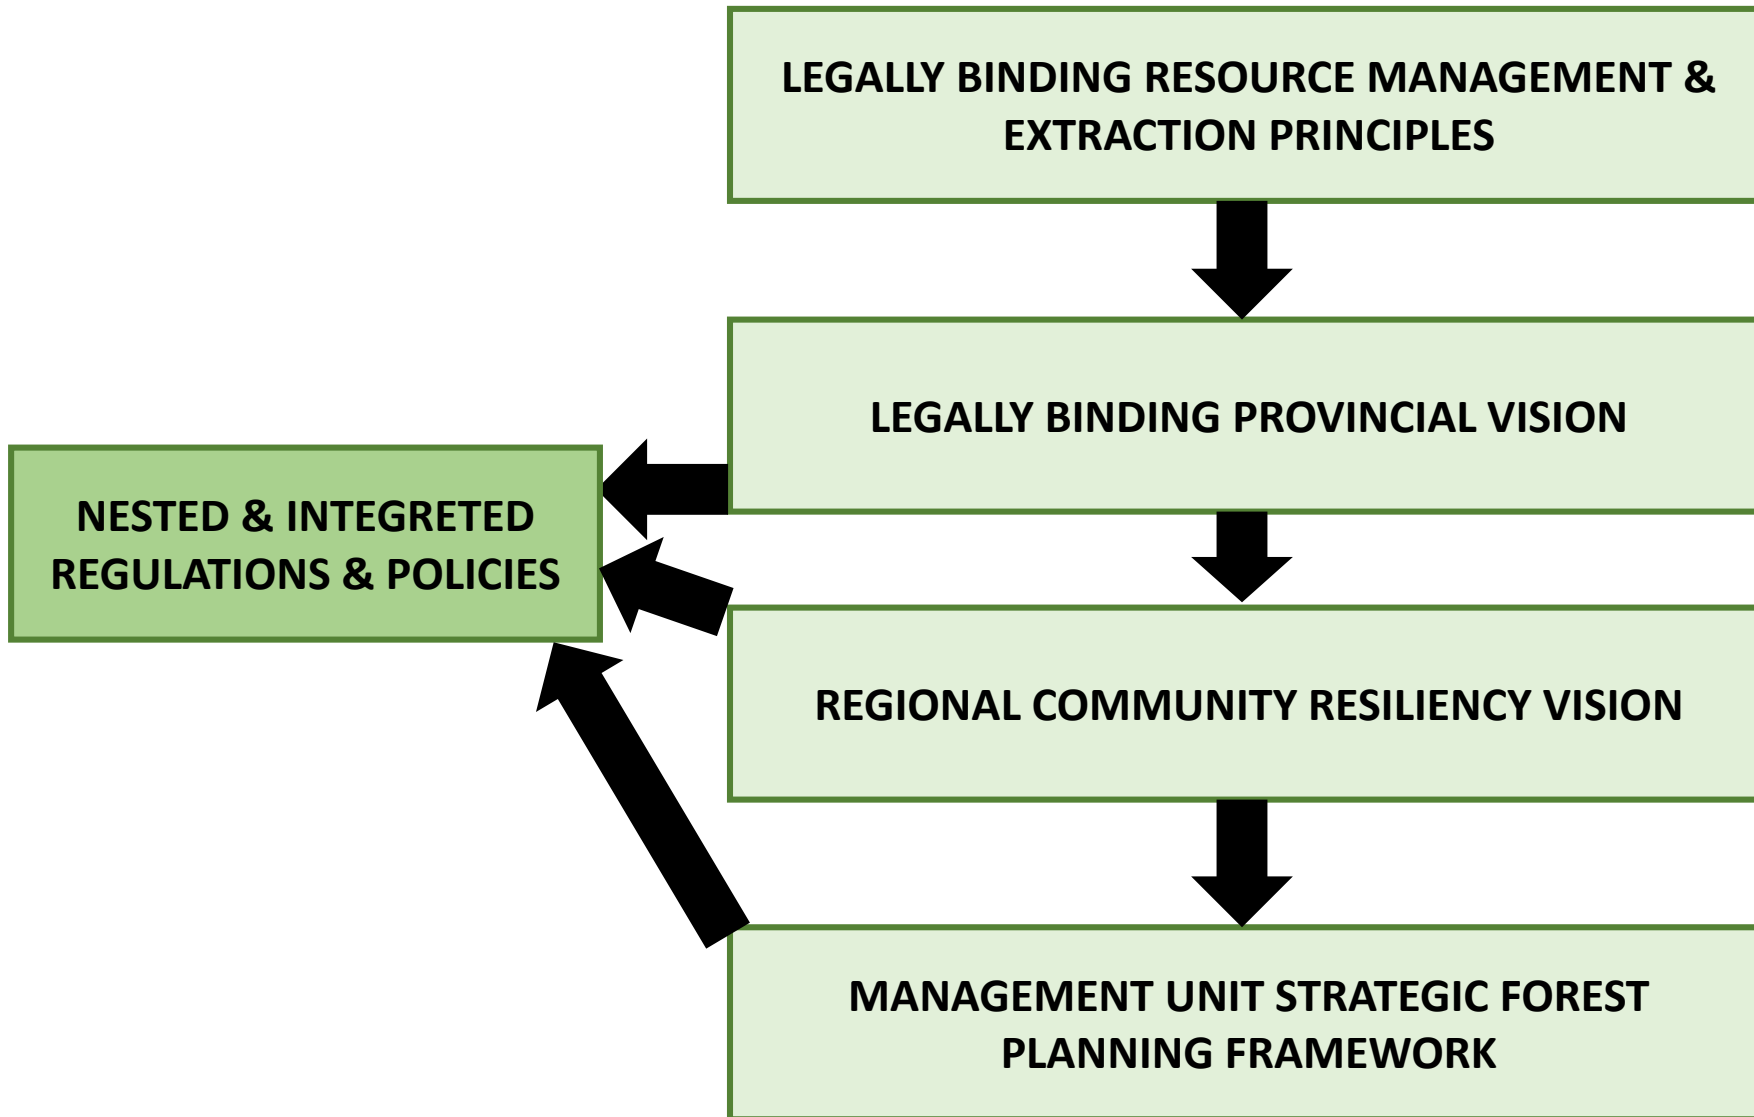 LEGALLY BINDING RESOURCE MANAGEMENT &
EXTRACTION PRINCIPLES
LEGALLY BINDING PROVINCIAL VISION
NESTED & INTEGRETED
REGULATIONS & POLICIES
REGIONAL COMMUNITY RESILIENCY VISION
MANAGEMENT UNIT STRATEGIC FOREST
PLANNING FRAMEWORK